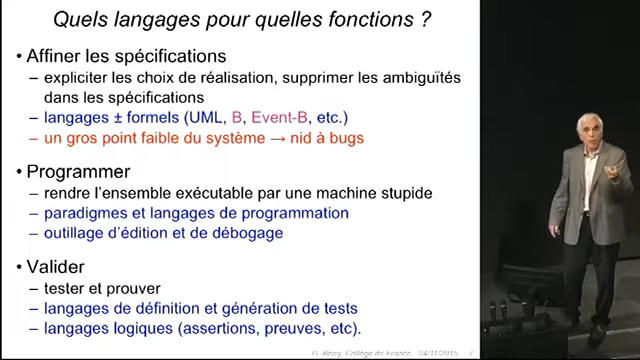 Quels langages pour quelles fonctions ?
• Affiner les spécifications
– expliciter les choix de réalisation, supprimer les ambiguïtés
dans les spécifications
– langages ± formels (UML, B, Event-B, etc.)
– un gros point faible du système → nid à bugs
• Programmer
– rendre l'ensemble exécutable par une machine stupide
– paradigmes et langages de programmation
– outillage d'édition et de débogage
• Valider
– tester et prouver
– langages de définition et génération de tests
– langages logiques (assertions, preuves, etc).
G. Berry, Collège de France, 04/11/2015 7